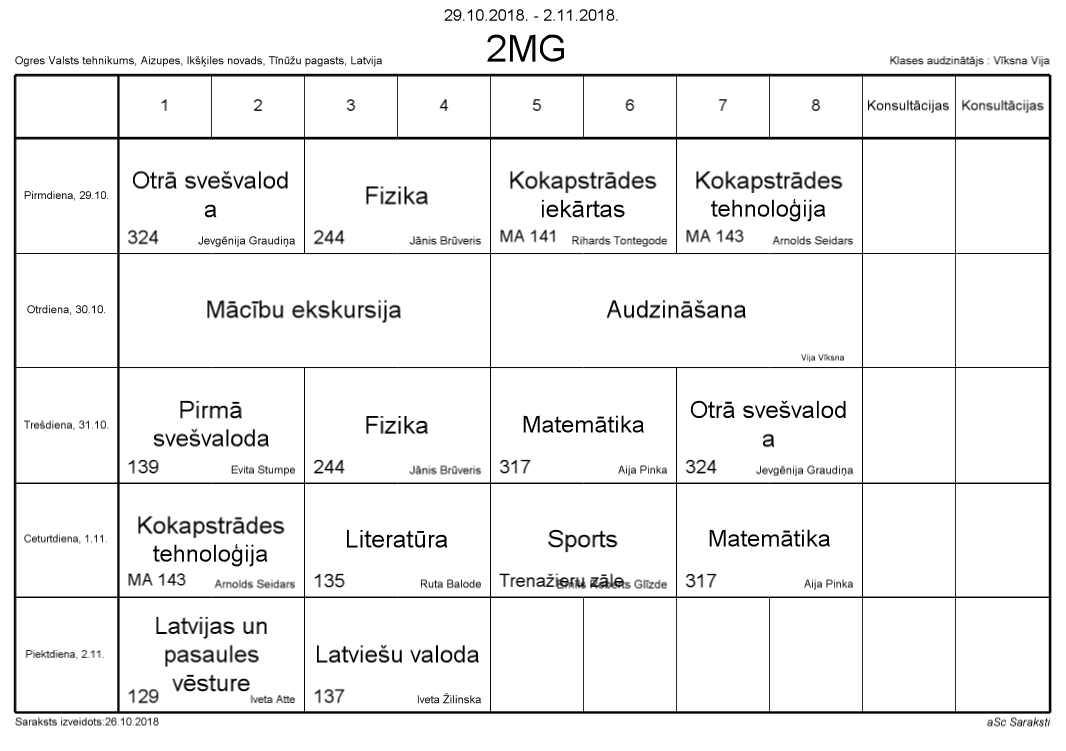 29.10.2018. - 2.11.2018.
2MG
Ogres Valsts tehnikums, Aizupes, Ikšķiles novads, Tīnūžu pagasts, Latvija
Klases audzinātājs : Vīksna Vija
1 2 3 4 5 6 7 8 Konsultācijas Konsultācijas
Pirmdiena, 29.10.
Otrā svešvalod
a
324 Jevgēnija Graudiņa
Fizika
244 Jānis Brūveris
Kokapstrādes
iekārtas
MA 141 Rihards Tontegode
Kokapstrādes
tehnoloģija
MA 143 Arnolds Seidars
Otrdiena, 30.10.
Mācību ekskursija
Audzināšana
Vija Vīksna
Trešdiena, 31.10.
Pirmā
svešvaloda
139 Evita Stumpe
Fizika
244 Jānis Brūveris
Matemātika
317 Aija Pinka
Otrā svešvalod
a
324 Jevgēnija Graudiņa
Ceturtdiena, 1.11.
Kokapstrādes
tehnoloģija
MA 143 Arnolds Seidars
Literatūra
135 Ruta Balode
Sports
Trenažieru zāle Glīzde
Matemātika
317 Aija Pinka
Piektdiena, 2.11.
Latvijas un
pasaules
vēsture
129 Iveta Atte
Latviešu valoda
137 Iveta Žilinska
Saraksts izveidots:26.10.2018
aSc Saraksti